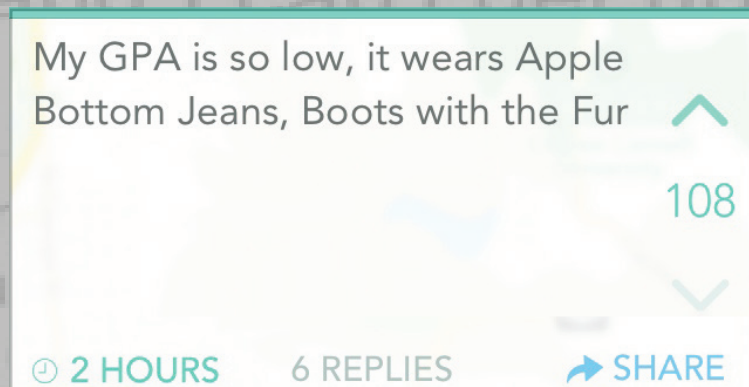 My GPA is so low, it wears Apple
Bottom Jeans, Boots with the Fur
108
2 HOURS 6 REPLIES SHARE